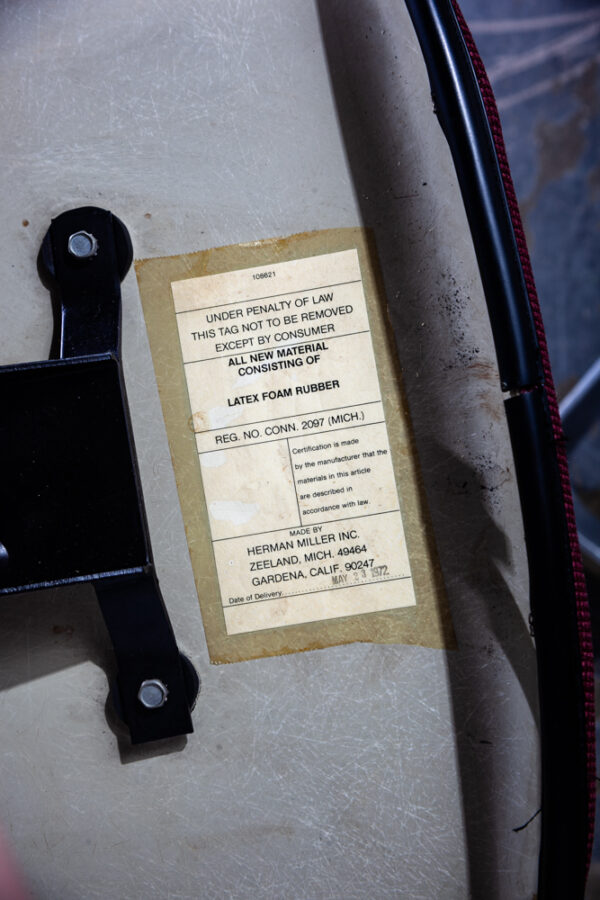 108621
UNDER PENALTY OF LAW
THIS TAG NOT TO BE REMOVED
EXCEPT BY CONSUMER
ALL NEW MATERIAL
CONSISTING OF
LATEX FOAM RUBBER
REG. NO. CONN. 2097 (MICH.)
Certification is made
by the manufacturer that the
materials in this article
are described in
accordance with law.
MADE BY
HERMAN MILLER INC.
ZEELAND, MICH. 49464
GARDENA, CALIF. 90247
Date of Delivery MAY 23 1972